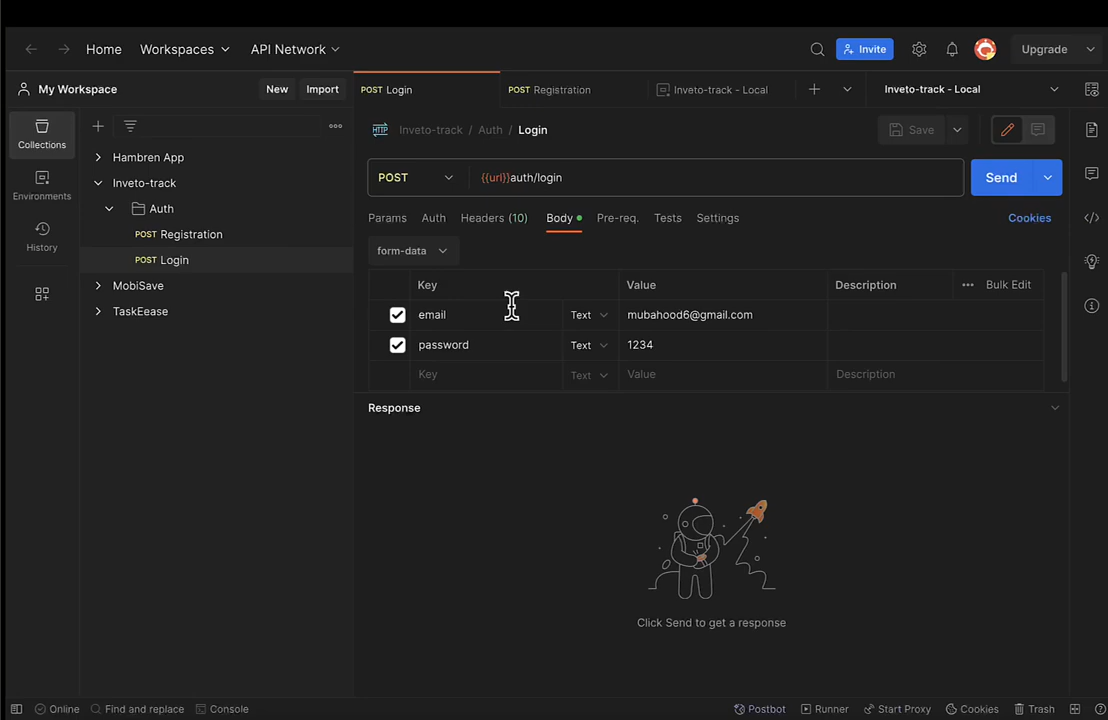 Home Workspaces API Network Invite Upgrade
My Workspace New Import POST Login POST Registration Inveto-track - Local Inveto-track - Local
Collections
Environments
History
Hambren App
Inveto-track
Auth
POST Registration
POST Login
MobiSave
TaskEease
HTTP Inveto-track / Auth / Login Save
POST {{url}}auth/login Send
Params Auth Headers (10) Body Pre-req. Tests Settings Cookies
form-data
Key Value Description Bulk Edit
email Text mubahood6@gmail.com
password Text 1234
Key Text Value Description
Response
Click Send to get a response
Online Find and replace Console Postbot Runner Start Proxy Cookies Trash